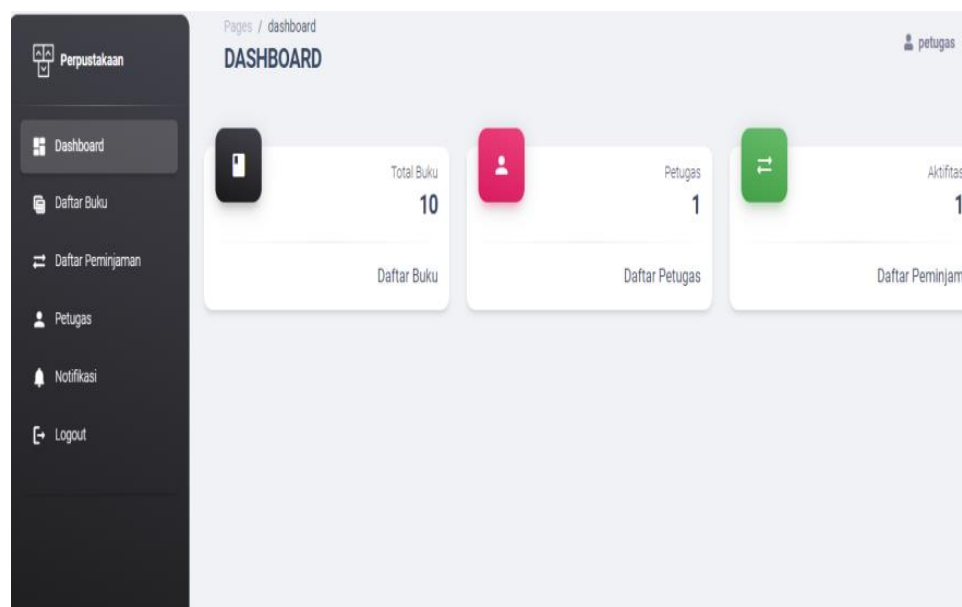 Perpustakaan
Dashboard
Daftar Buku
Daftar Peminjaman
Petugas
Notifikasi
Logout
Pages / dashboard
DASHBOARD
petugas
Total Buku
10
Daftar Buku
Petugas
1
Daftar Petugas
Aktifitas
1
Daftar Peminjam